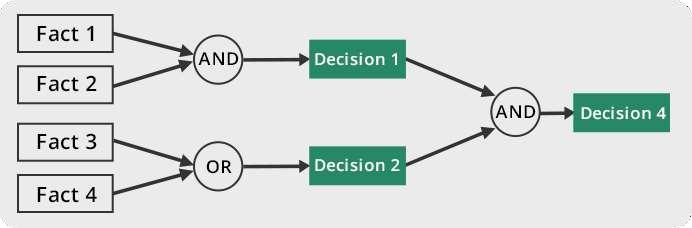 Fact 1
Fact 2
AND
Decision 1
Fact 3
Fact 4
OR
Decision 2
AND
Decision 4